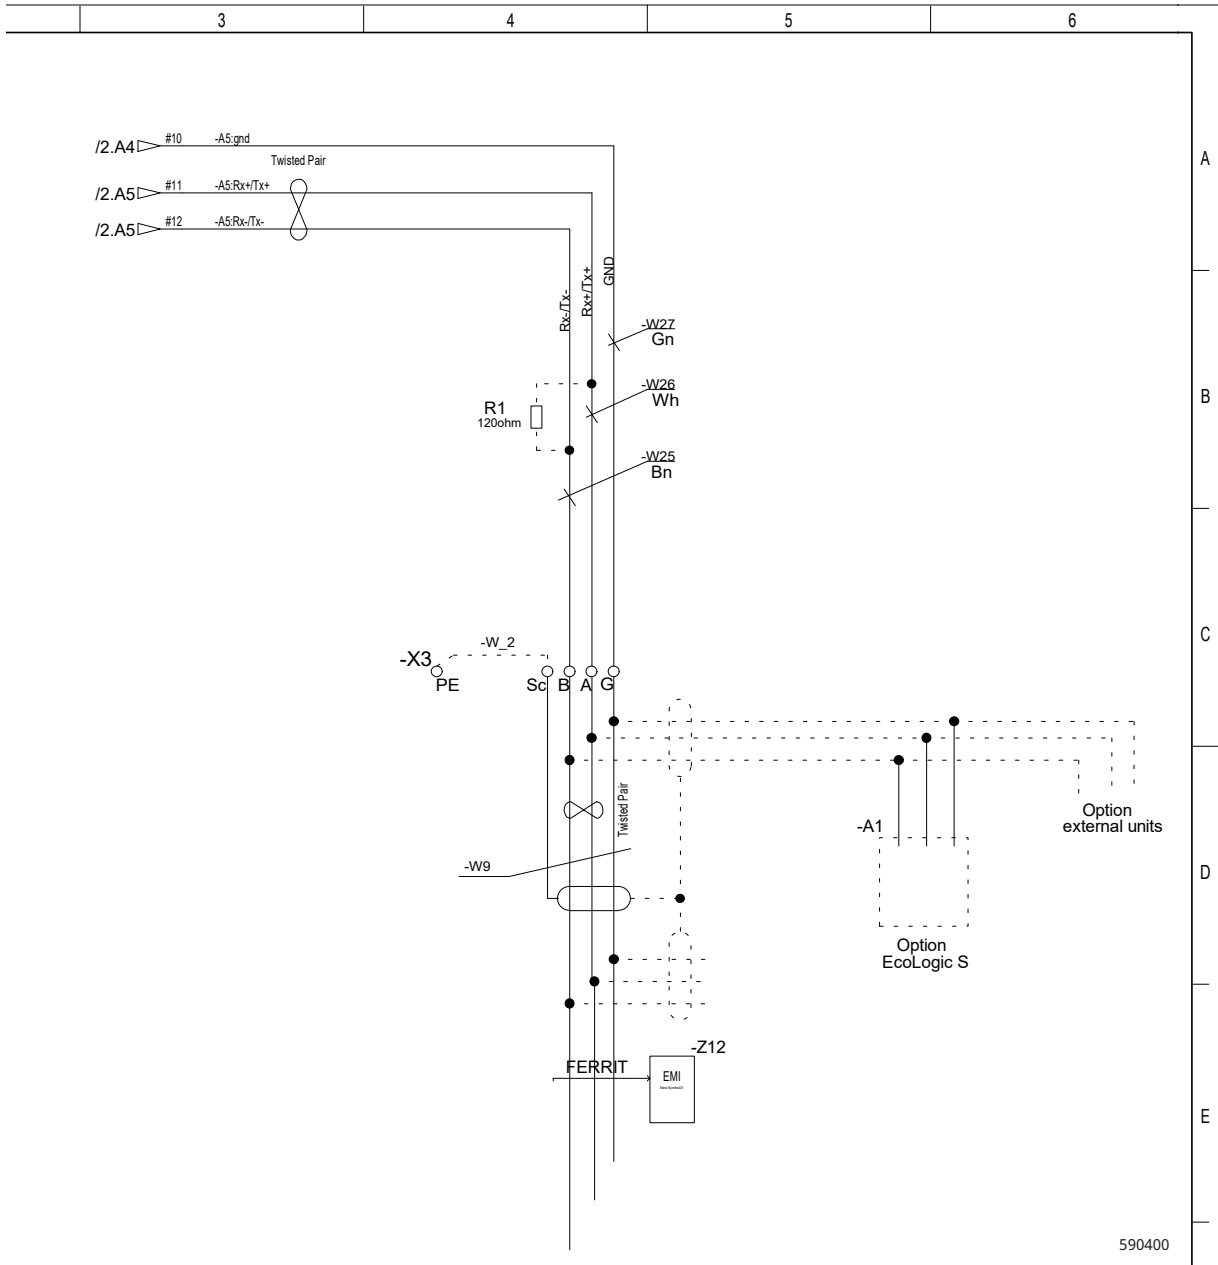 3 4 5 6
A
/2.A4 #10 -A5:gnd
Twisted Pair
/2.A5 #11 -A5:Rx+/Tx+
/2.A5 #12 -A5:Rx-/Tx-
Rx-/Tx-
Rx+/Tx+
GND
-W27
Gn
B
-W26
Wh
R1
120ohm
-W25
Bn
C
-W_2
-X3
PE Sc B A G
Twisted Pair
Option
external units
-A1
-W9
D
Option
EcoLogic S
-Z12
FERRIT
EMI
E
590400